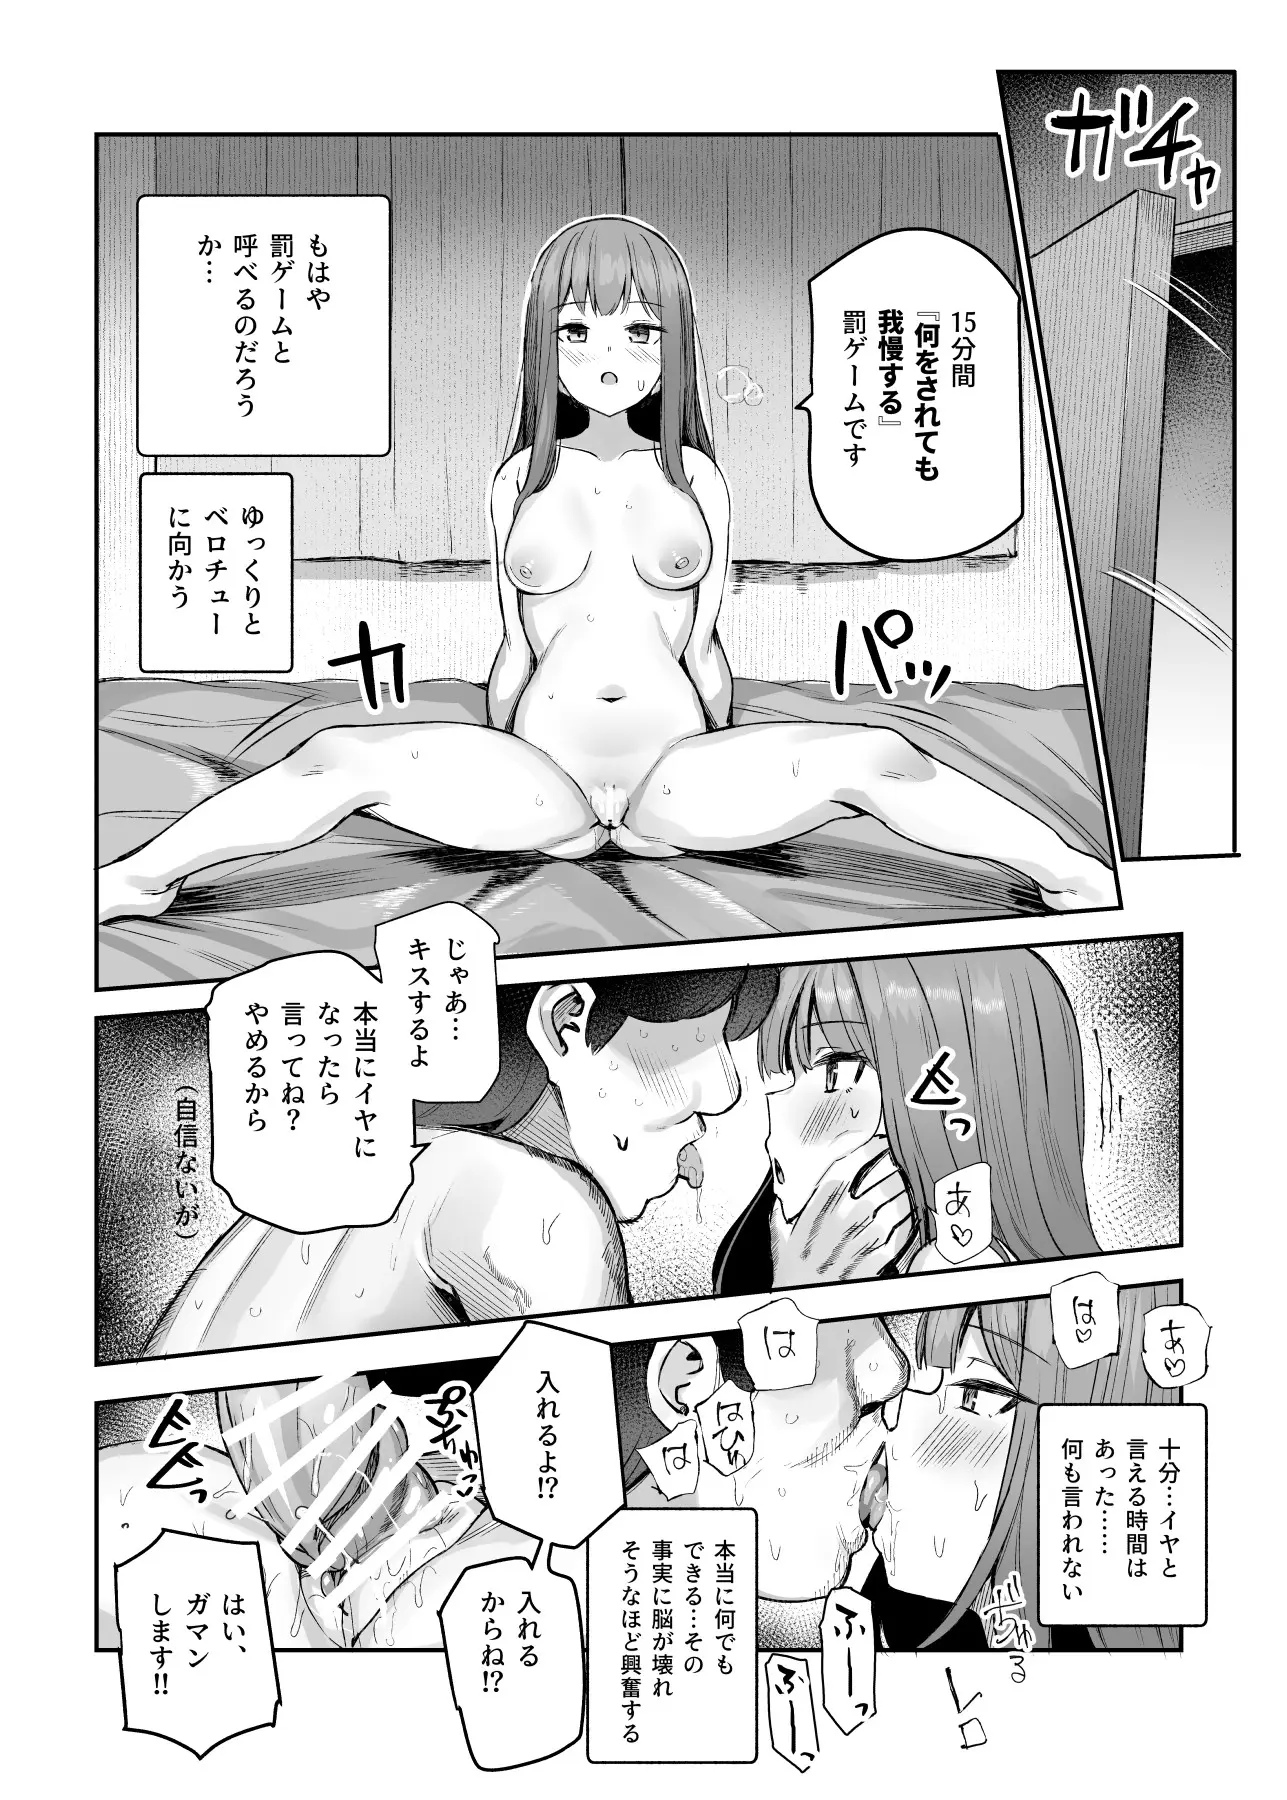 ガチャ
15分間
『何をされても
我慢する』
罰ゲームです
もはや
罰ゲームと
呼べるのだろう
か…
ゆっくりと
ベロチュー
に向かう
パッ
カ
じゃあ…
キスするよ
本当にイヤに
なったら
言ってね?
やめるから
(自信ないが)
あ♡
あ♡
は♡
は
はひゅ
は
十分…イヤと
言える時間は
あった……
何も言われない
ぢゅる
レロ
ふーっ
ふーっ
本当に何でも
できる…その
事実に脳が壊れ
そうなほど興奮する
入れるよ!?
入れる
からね!?
はい、
ガマン
します!!